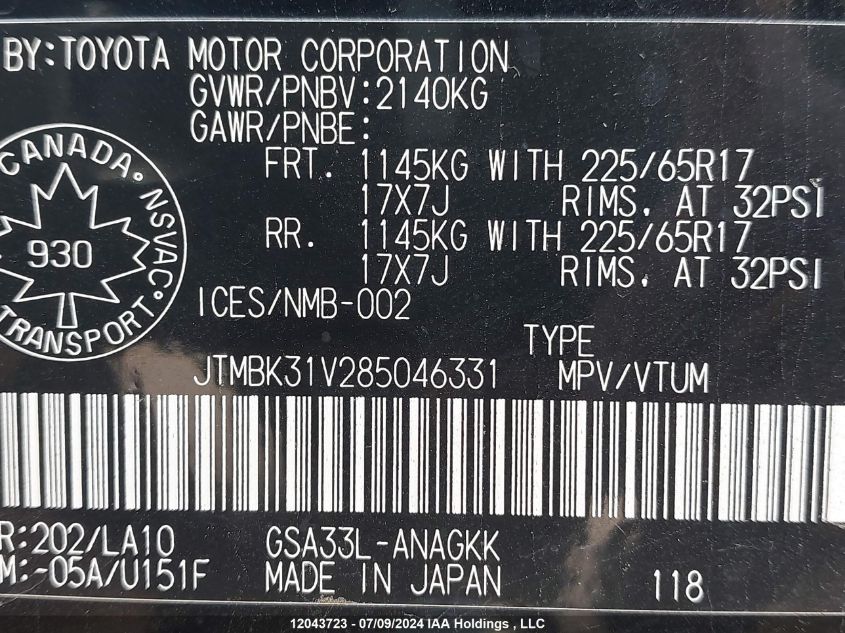 BY:TOYOTA MOTOR CORPORATION
GVWR/PNBV:2140KG
GAWR/PNBE:
FRT. 1145KG WITH 225/65R17
17X7J RIMS. AT 32PSI
RR. 1145KG WITH 225/65R17
17X7J RIMS. AT 32PSI
CANADA · NSVAC ·
930
TRANSPORT
ICES/NMB-002
TYPE
JTMBK31V285046331 MPV/VTUM
R:202/LA10 GSA33L-ANAGKK
M:-05A/U151F MADE IN JAPAN 118
12043723 - 07/09/2024 IAA Holdings , LLC